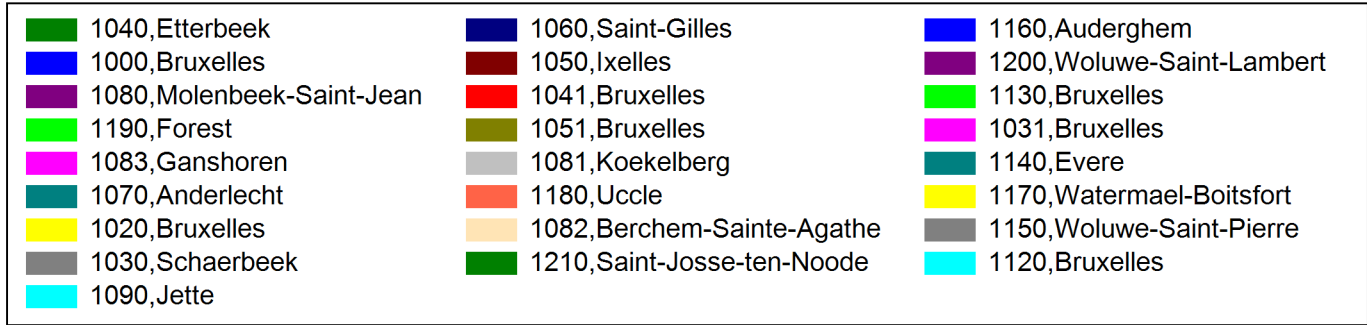 1040,Etterbeek
1000,Bruxelles
1080,Molenbeek-Saint-Jean
1190,Forest
1083,Ganshoren
1070,Anderlecht
1020,Bruxelles
1030,Schaerbeek
1090,Jette
1060,Saint-Gilles
1050,Ixelles
1041,Bruxelles
1051,Bruxelles
1081,Koekelberg
1180,Uccle
1082,Berchem-Sainte-Agathe
1210,Saint-Josse-ten-Noode
1160,Auderghem
1200,Woluwe-Saint-Lambert
1130,Bruxelles
1031,Bruxelles
1140,Evere
1170,Watermael-Boitsfort
1150,Woluwe-Saint-Pierre
1120,Bruxelles